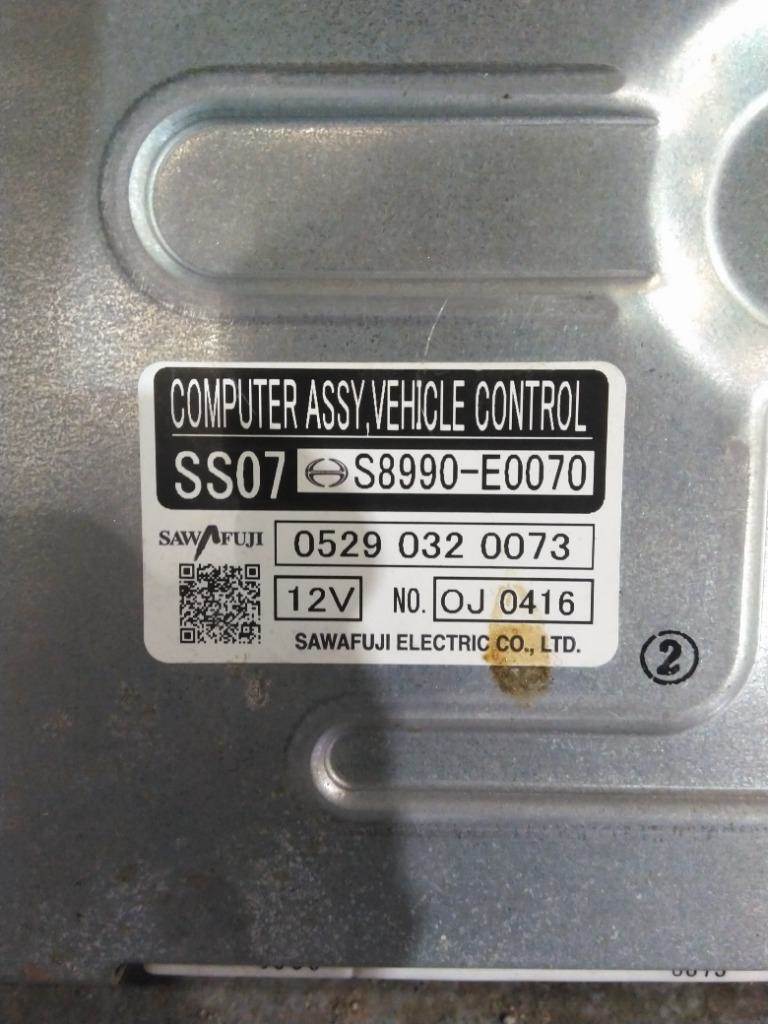 COMPUTER ASSY,VEHICLE CONTROL
SS07 S8990-E0070
SAWAFUJI 0529 032 0073
12V NO. OJ 0416
SAWAFUJI ELECTRIC CO., LTD.
2